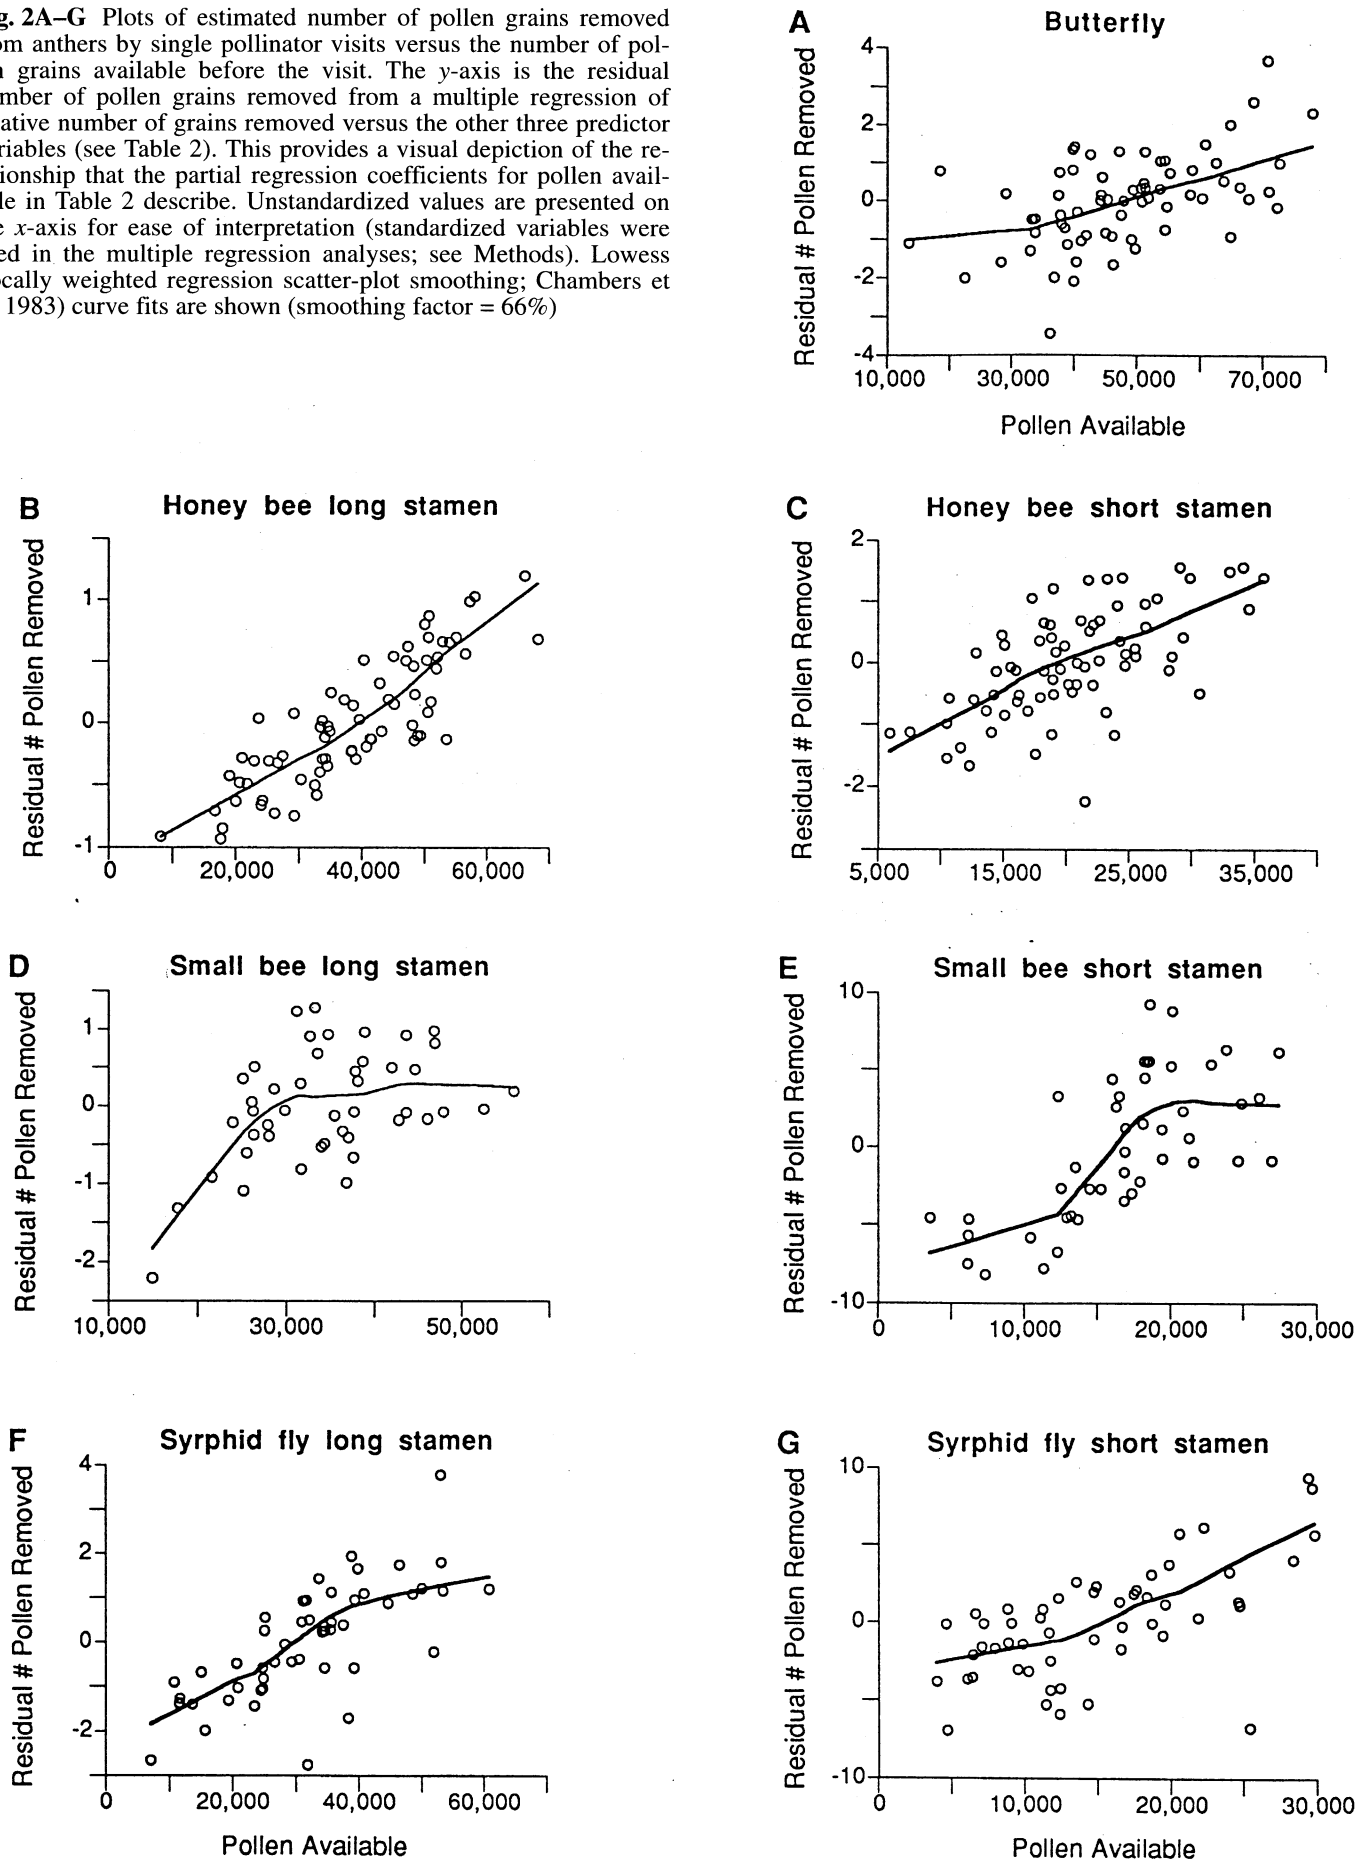 g. 2A–G Plots of estimated number of pollen grains removed
om anthers by single pollinator visits versus the number of pol-
n grains available before the visit. The y-axis is the residual
mber of pollen grains removed from a multiple regression of
ative number of grains removed versus the other three predictor
riables (see Table 2). This provides a visual depiction of the re-
ionship that the partial regression coefficients for pollen avail-
le in Table 2 describe. Unstandardized values are presented on
e x-axis for ease of interpretation (standardized variables were
ed in the multiple regression analyses; see Methods). Lowess
ocally weighted regression scatter-plot smoothing; Chambers et
1983) curve fits are shown (smoothing factor = 66%)
A Butterfly
Residual # Pollen Removed
4
2
0
-2
-4
10,000 30,000 50,000 70,000
Pollen Available
B Honey bee long stamen
Residual # Pollen Removed
1
0
-1
0 20,000 40,000 60,000
C Honey bee short stamen
Residual # Pollen Removed
2
0
-2
5,000 15,000 25,000 35,000
D Small bee long stamen
Residual # Pollen Removed
1
0
-1
-2
10,000 30,000 50,000
E Small bee short stamen
Residual # Pollen Removed
10
0
-10
0 10,000 20,000 30,000
F Syrphid fly long stamen
Residual # Pollen Removed
4
2
0
-2
0 20,000 40,000 60,000
Pollen Available
G Syrphid fly short stamen
Residual # Pollen Removed
10
0
-10
0 10,000 20,000 30,000
Pollen Available